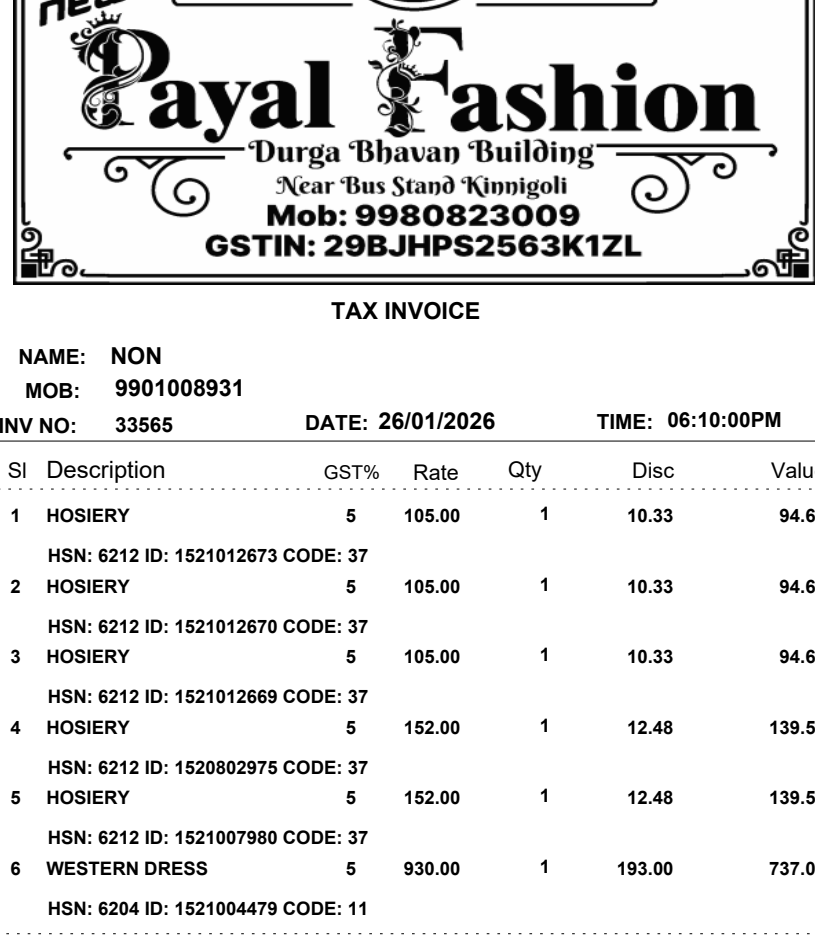 new
Payal Fashion
Durga Bhavan Building
Near Bus Stand Kinnigoli
Mob: 9980823009
GSTIN: 29BJHPS2563K1ZL
TAX INVOICE
NAME: NON
MOB: 9901008931
INV NO: 33565 DATE: 26/01/2026 TIME: 06:10:00PM
Sl Description GST% Rate Qty Disc Valu
1 HOSIERY 5 105.00 1 10.33 94.6
HSN: 6212 ID: 1521012673 CODE: 37
2 HOSIERY 5 105.00 1 10.33 94.6
HSN: 6212 ID: 1521012670 CODE: 37
3 HOSIERY 5 105.00 1 10.33 94.6
HSN: 6212 ID: 1521012669 CODE: 37
4 HOSIERY 5 152.00 1 12.48 139.5
HSN: 6212 ID: 1520802975 CODE: 37
5 HOSIERY 5 152.00 1 12.48 139.5
HSN: 6212 ID: 1521007980 CODE: 37
6 WESTERN DRESS 5 930.00 1 193.00 737.0
HSN: 6204 ID: 1521004479 CODE: 11